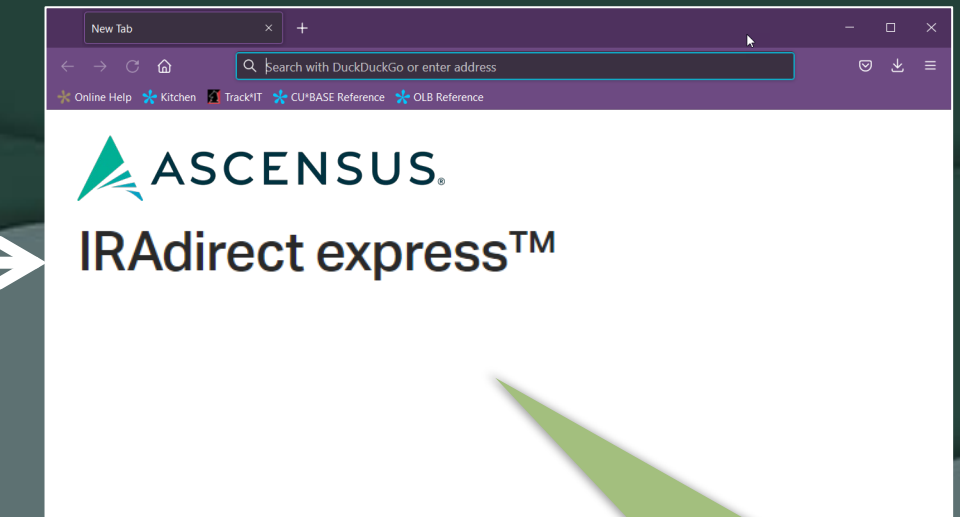 New Tab
Search with DuckDuckGo or enter address
Online Help Kitchen Track*IT CU*BASE Reference OLB Reference
ASCENSUS®
IRAdirect express™